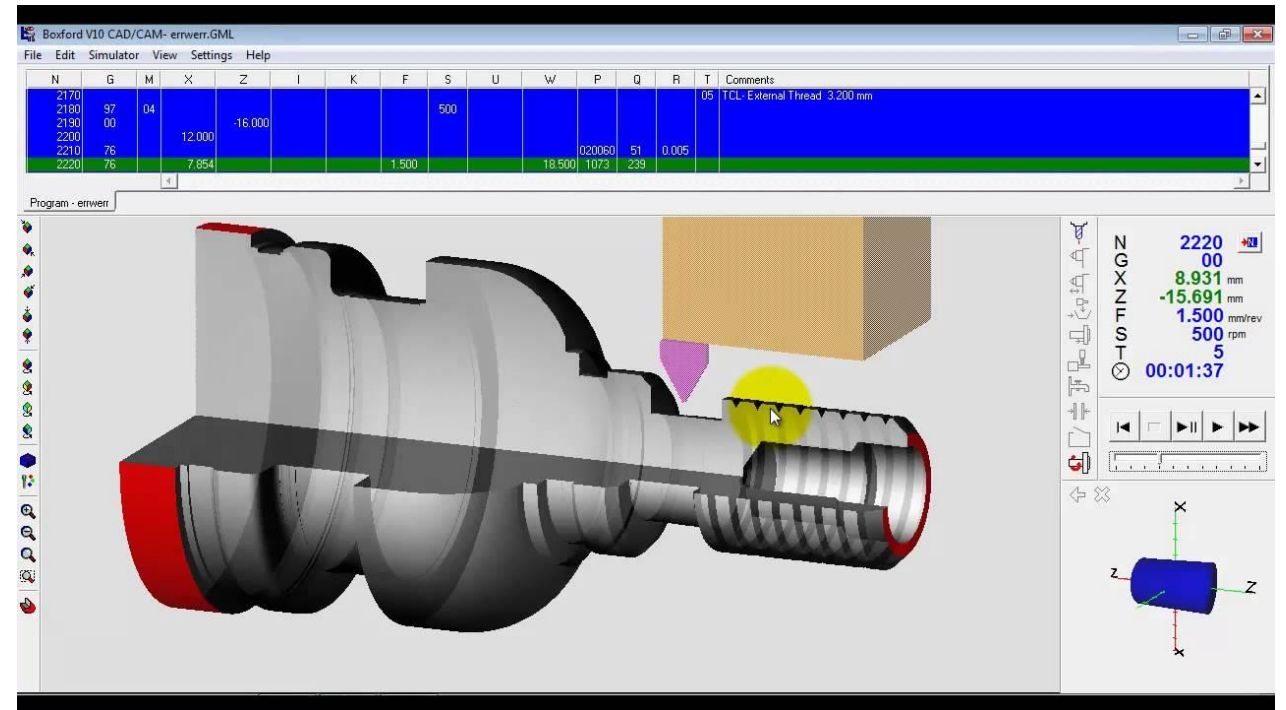 Boxford V10 CAD/CAM- errwerr.GML
File Edit Simulator View Settings Help
N G M X Z I K F S U W P Q R T Comments
2170 05 TCL- External Thread 3.200 mm
2180 97 04 500
2190 00 -16.000
2200 12.000
2210 76 020060 51 0.005
2220 76 7.854 1.500 18.500 1073 239
Program - errwerr
N 2220 N
G 00
X 8.931 mm
Z -15.691 mm
F 1.500 mm/rev
S 500 rpm
T 5
00:01:37
X
Z Z
X